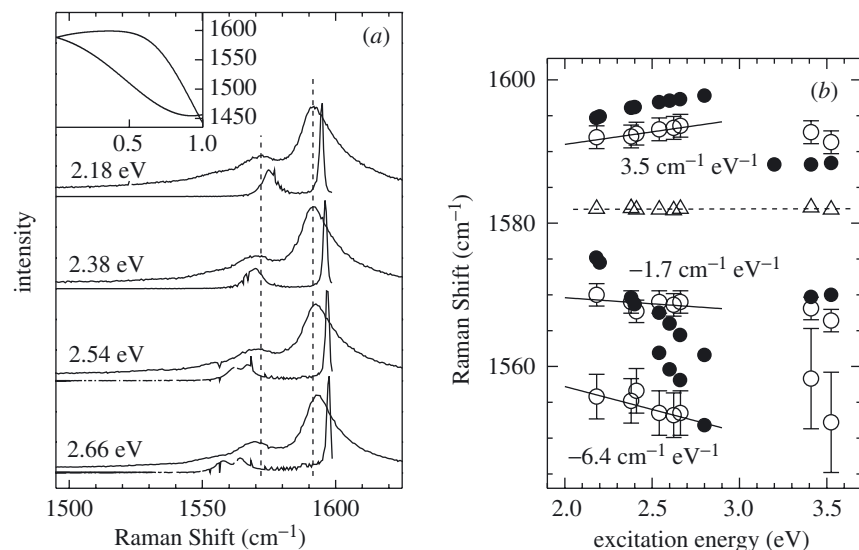 (a)
1600
1550
1500
1450
0.5 1.0
2.18 eV
2.38 eV
2.54 eV
2.66 eV
intensity
1500 1550 1600
Raman Shift (cm⁻¹)
(b)
1600
1580
1560
3.5 cm⁻¹ eV⁻¹
−1.7 cm⁻¹ eV⁻¹
−6.4 cm⁻¹ eV⁻¹
Raman Shift (cm⁻¹)
2.0 2.5 3.0 3.5
excitation energy (eV)